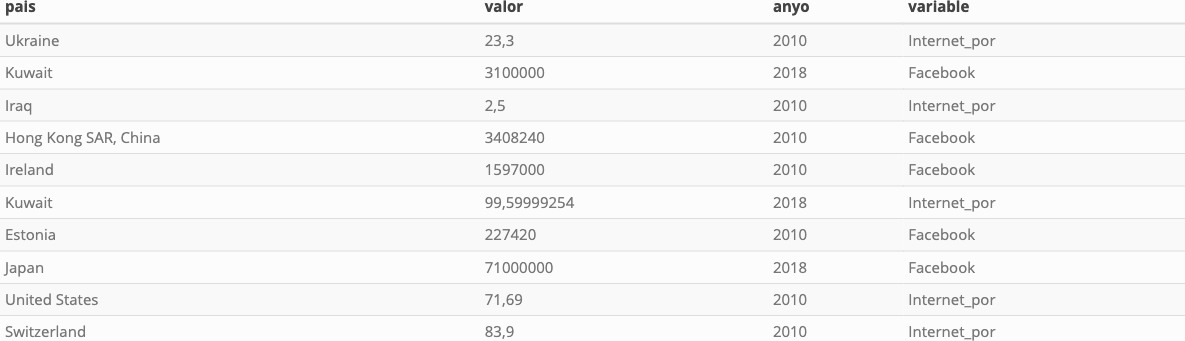 pais valor anyo variable
Ukraine 23,3 2010 Internet_por
Kuwait 3100000 2018 Facebook
Iraq 2,5 2010 Internet_por
Hong Kong SAR, China 3408240 2010 Facebook
Ireland 1597000 2010 Facebook
Kuwait 99,59999254 2018 Internet_por
Estonia 227420 2010 Facebook
Japan 71000000 2018 Facebook
United States 71,69 2010 Internet_por
Switzerland 83,9 2010 Internet_por